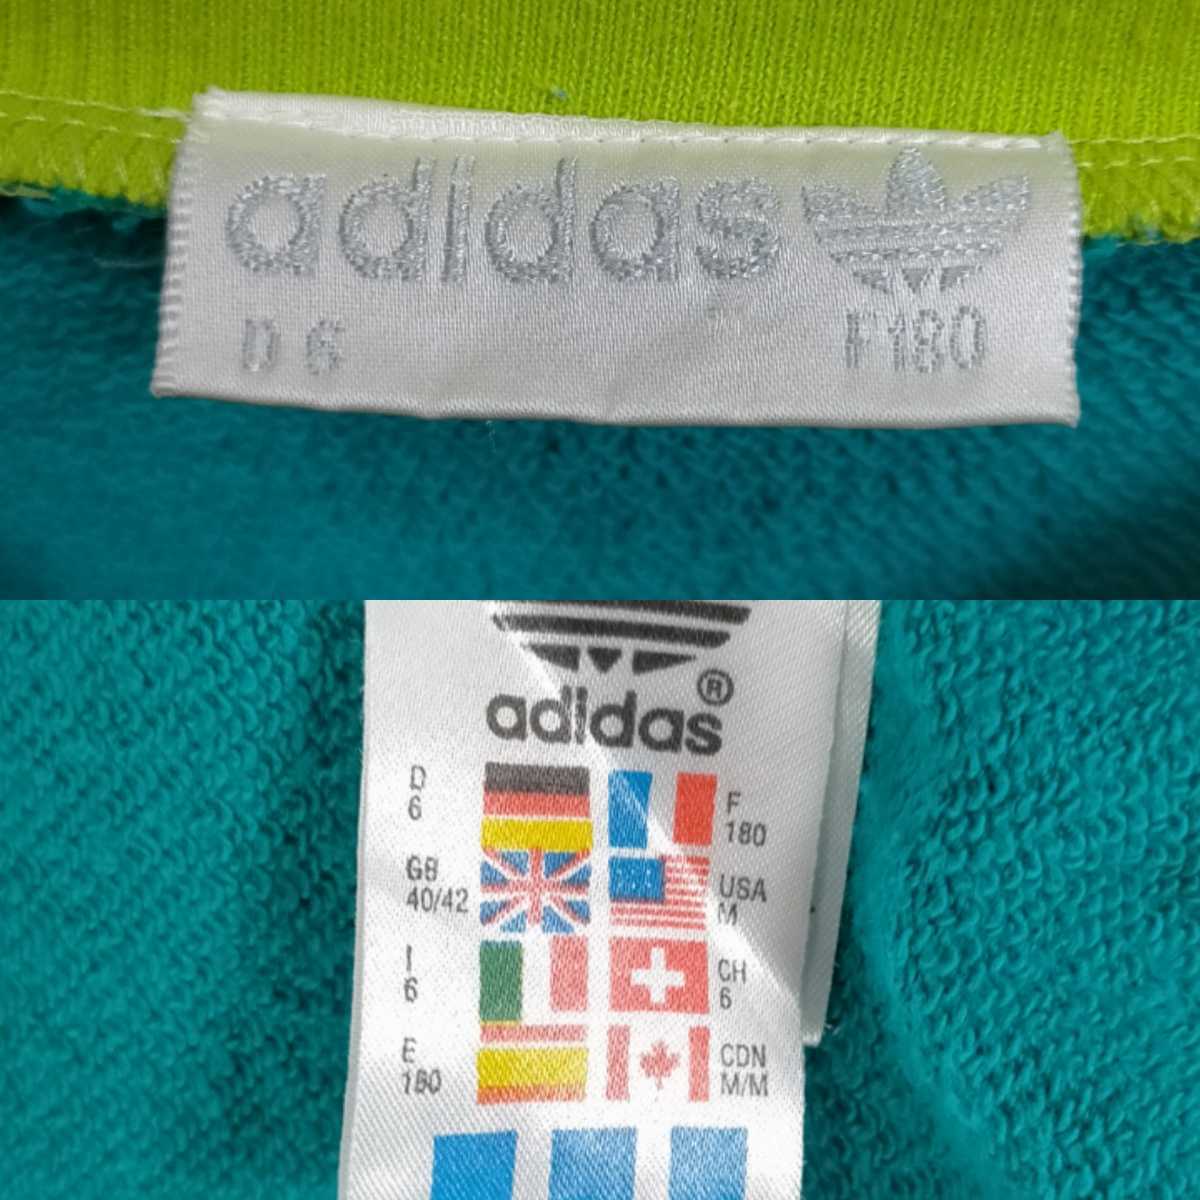 adidas
D 6 F180
®
adidas
D
6
F
180
GB
40/42
USA
M
I
6
CH
6
E
180
CDN
M/M